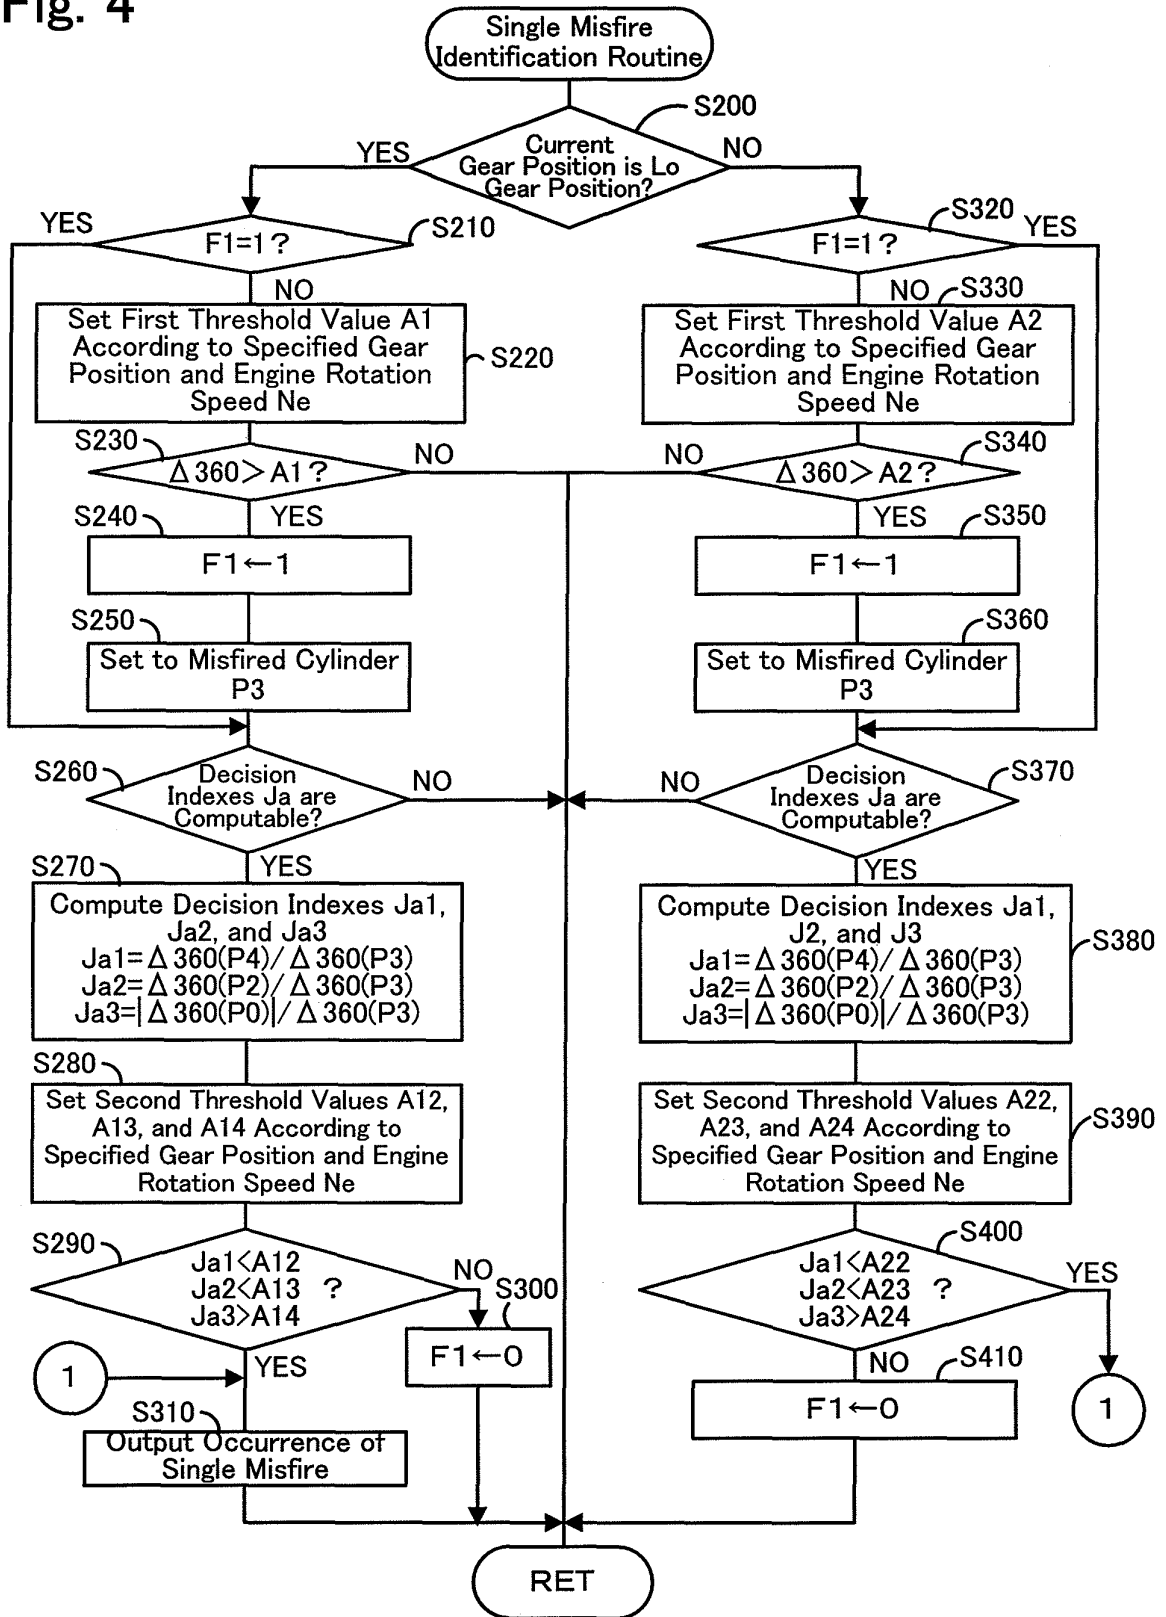 Fig. 4
Single Misfire
Identification Routine
S200
Current
Gear Position is Lo
Gear Position?
YES
NO
YES
S210
F1=1?
NO
Set First Threshold Value A1
According to Specified Gear
Position and Engine Rotation
Speed Ne
S220
S230
Δ360>A1?
NO
YES
S240
F1←1
S250
Set to Misfired Cylinder
P3
S260
Decision
Indexes Ja are
Computable?
NO
YES
S270
Compute Decision Indexes Ja1,
Ja2, and Ja3
Ja1=Δ360(P4)/Δ360(P3)
Ja2=Δ360(P2)/Δ360(P3)
Ja3=|Δ360(P0)|/Δ360(P3)
S280
Set Second Threshold Values A12,
A13, and A14 According to
Specified Gear Position and Engine
Rotation Speed Ne
S290
Ja1<A12
Ja2<A13 ?
Ja3>A14
NO
S300
F1←0
YES
1
S310
Output Occurrence of
Single Misfire
S320
YES
F1=1?
NO
S330
Set First Threshold Value A2
According to Specified Gear
Position and Engine Rotation
Speed Ne
S340
NO
Δ360>A2?
YES
S350
F1←1
S360
Set to Misfired Cylinder
P3
S370
NO
Decision
Indexes Ja are
Computable?
YES
Compute Decision Indexes Ja1,
J2, and J3
Ja1=Δ360(P4)/Δ360(P3)
Ja2=Δ360(P2)/Δ360(P3)
Ja3=|Δ360(P0)|/Δ360(P3)
S380
Set Second Threshold Values A22,
A23, and A24 According to
Specified Gear Position and Engine
Rotation Speed Ne
S390
S400
Ja1<A22
Ja2<A23 ?
Ja3>A24
YES
NO
S410
F1←0
1
RET